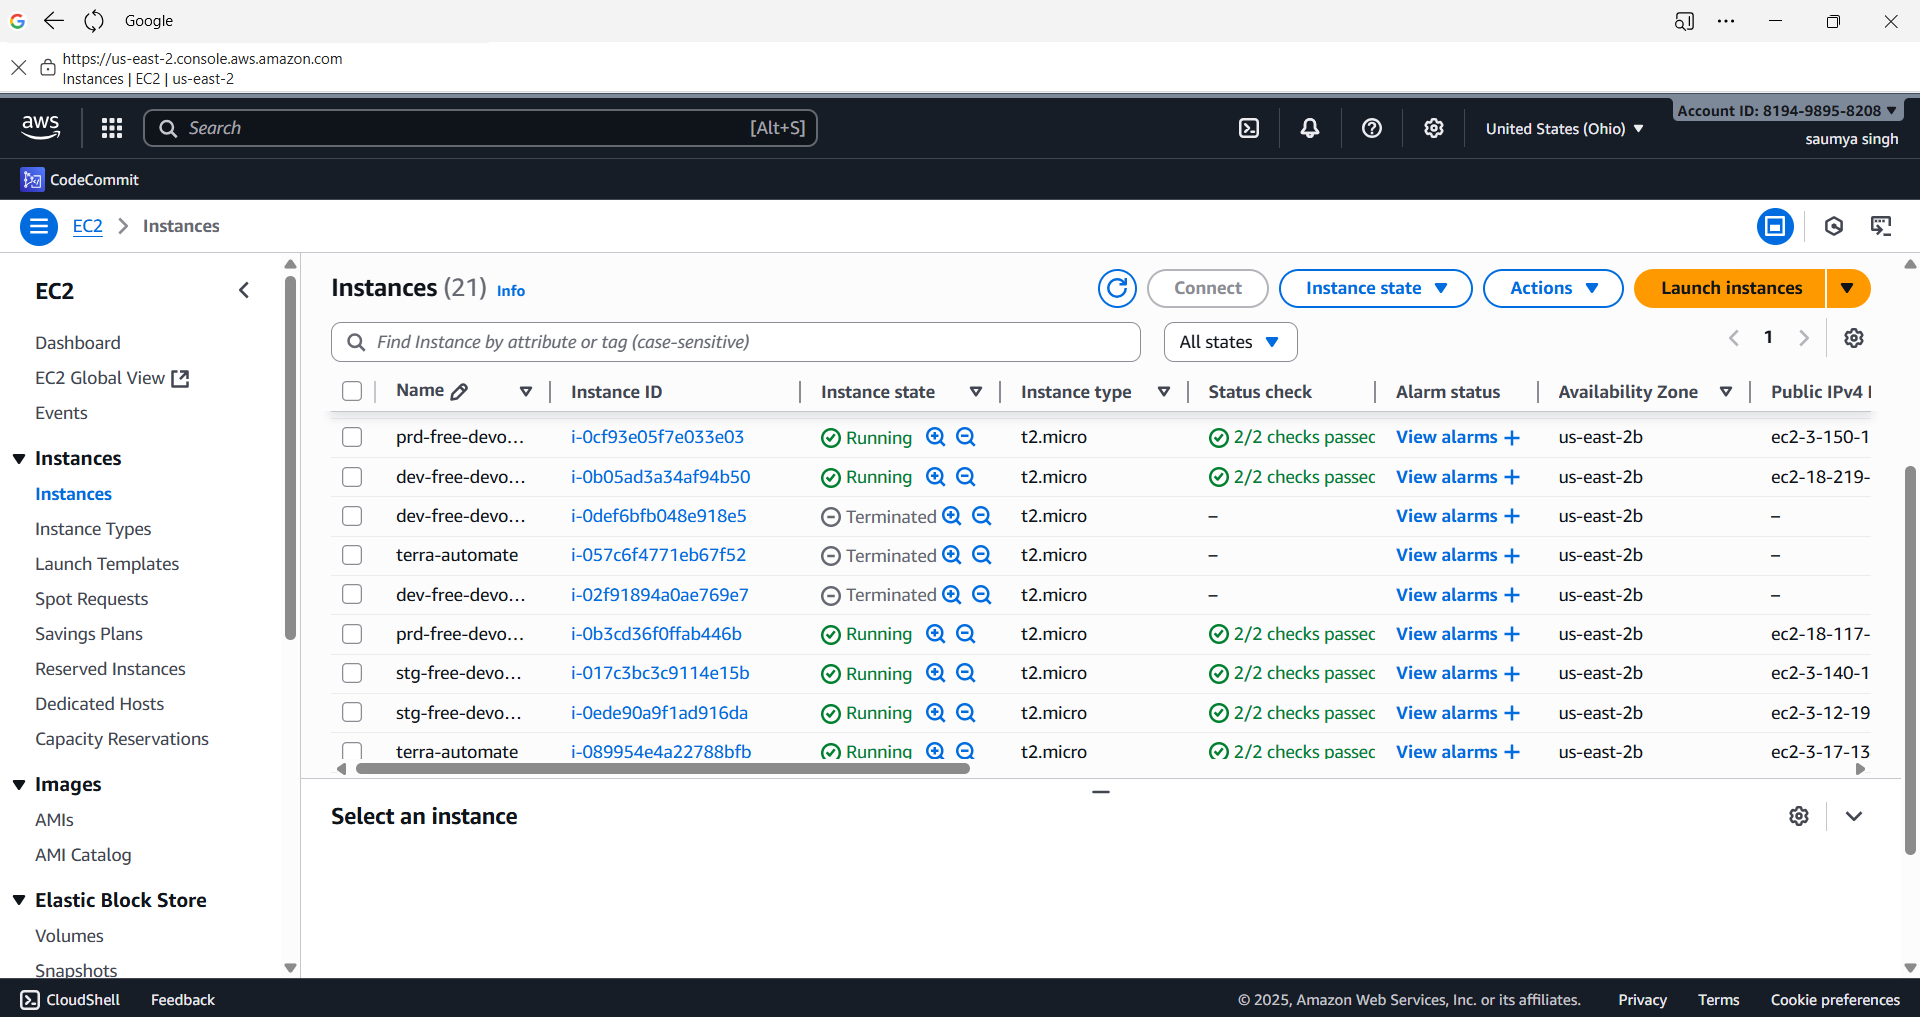 Google
https://us-east-2.console.aws.amazon.com
Instances | EC2 | us-east-2
aws
Search
[Alt+S]
United States (Ohio)
Account ID: 8194-9895-8208
saumya singh
CodeCommit
EC2
Instances
EC2
Dashboard
EC2 Global View
Events
Instances
Instances
Instance Types
Launch Templates
Spot Requests
Savings Plans
Reserved Instances
Dedicated Hosts
Capacity Reservations
Images
AMIs
AMI Catalog
Elastic Block Store
Volumes
Snapshots
Instances (21) Info
Connect
Instance state
Actions
Launch instances
Find Instance by attribute or tag (case-sensitive)
All states
1
Name Instance ID Instance state Instance type Status check Alarm status Availability Zone Public IPv4
prd-free-devo... i-0cf93e05f7e033e03 Running t2.micro 2/2 checks passec View alarms + us-east-2b ec2-3-150-1
dev-free-devo... i-0b05ad3a34af94b50 Running t2.micro 2/2 checks passec View alarms + us-east-2b ec2-18-219-
dev-free-devo... i-0def6bfb048e918e5 Terminated t2.micro – View alarms + us-east-2b –
terra-automate i-057c6f4771eb67f52 Terminated t2.micro – View alarms + us-east-2b –
dev-free-devo... i-02f91894a0ae769e7 Terminated t2.micro – View alarms + us-east-2b –
prd-free-devo... i-0b3cd36f0ffab446b Running t2.micro 2/2 checks passec View alarms + us-east-2b ec2-18-117-
stg-free-devo... i-017c3bc3c9114e15b Running t2.micro 2/2 checks passec View alarms + us-east-2b ec2-3-140-1
stg-free-devo... i-0ede90a9f1ad916da Running t2.micro 2/2 checks passec View alarms + us-east-2b ec2-3-12-19
terra-automate i-089954e4a22788bfb Running t2.micro 2/2 checks passec View alarms + us-east-2b ec2-3-17-13
Select an instance
CloudShell
Feedback
© 2025, Amazon Web Services, Inc. or its affiliates.
Privacy
Terms
Cookie preferences